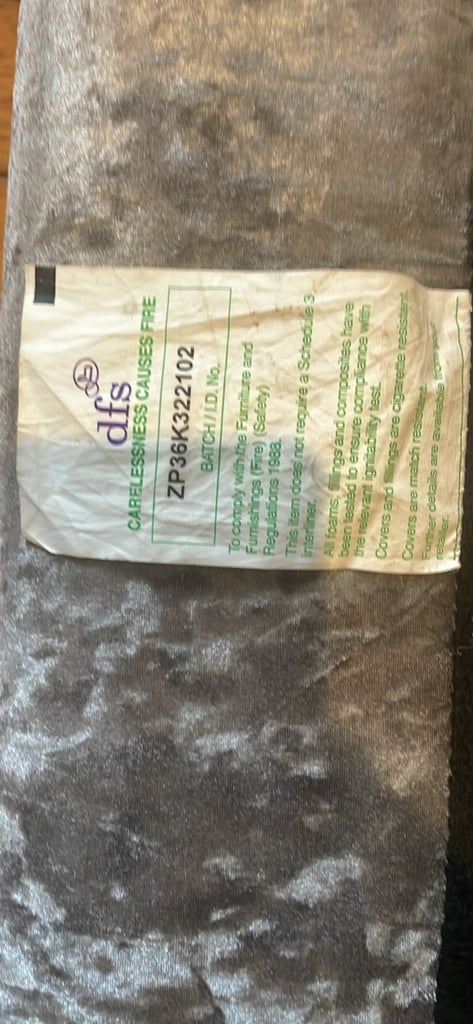 dfs
CARELESSNESS CAUSES FIRE
ZP36K322102
BATCH / I.D. No.
To comply with the Furniture and
Furnishings (Fire) (Safety)
Regulations 1988.
This item does not require a Schedule 3
interliner.
All foams, fillings and composites have
been tested to ensure compliance with
the relevant ignitability test.
Covers and fillings are cigarette resistant.
Covers are match resistant.
Further details are available from
retailer.